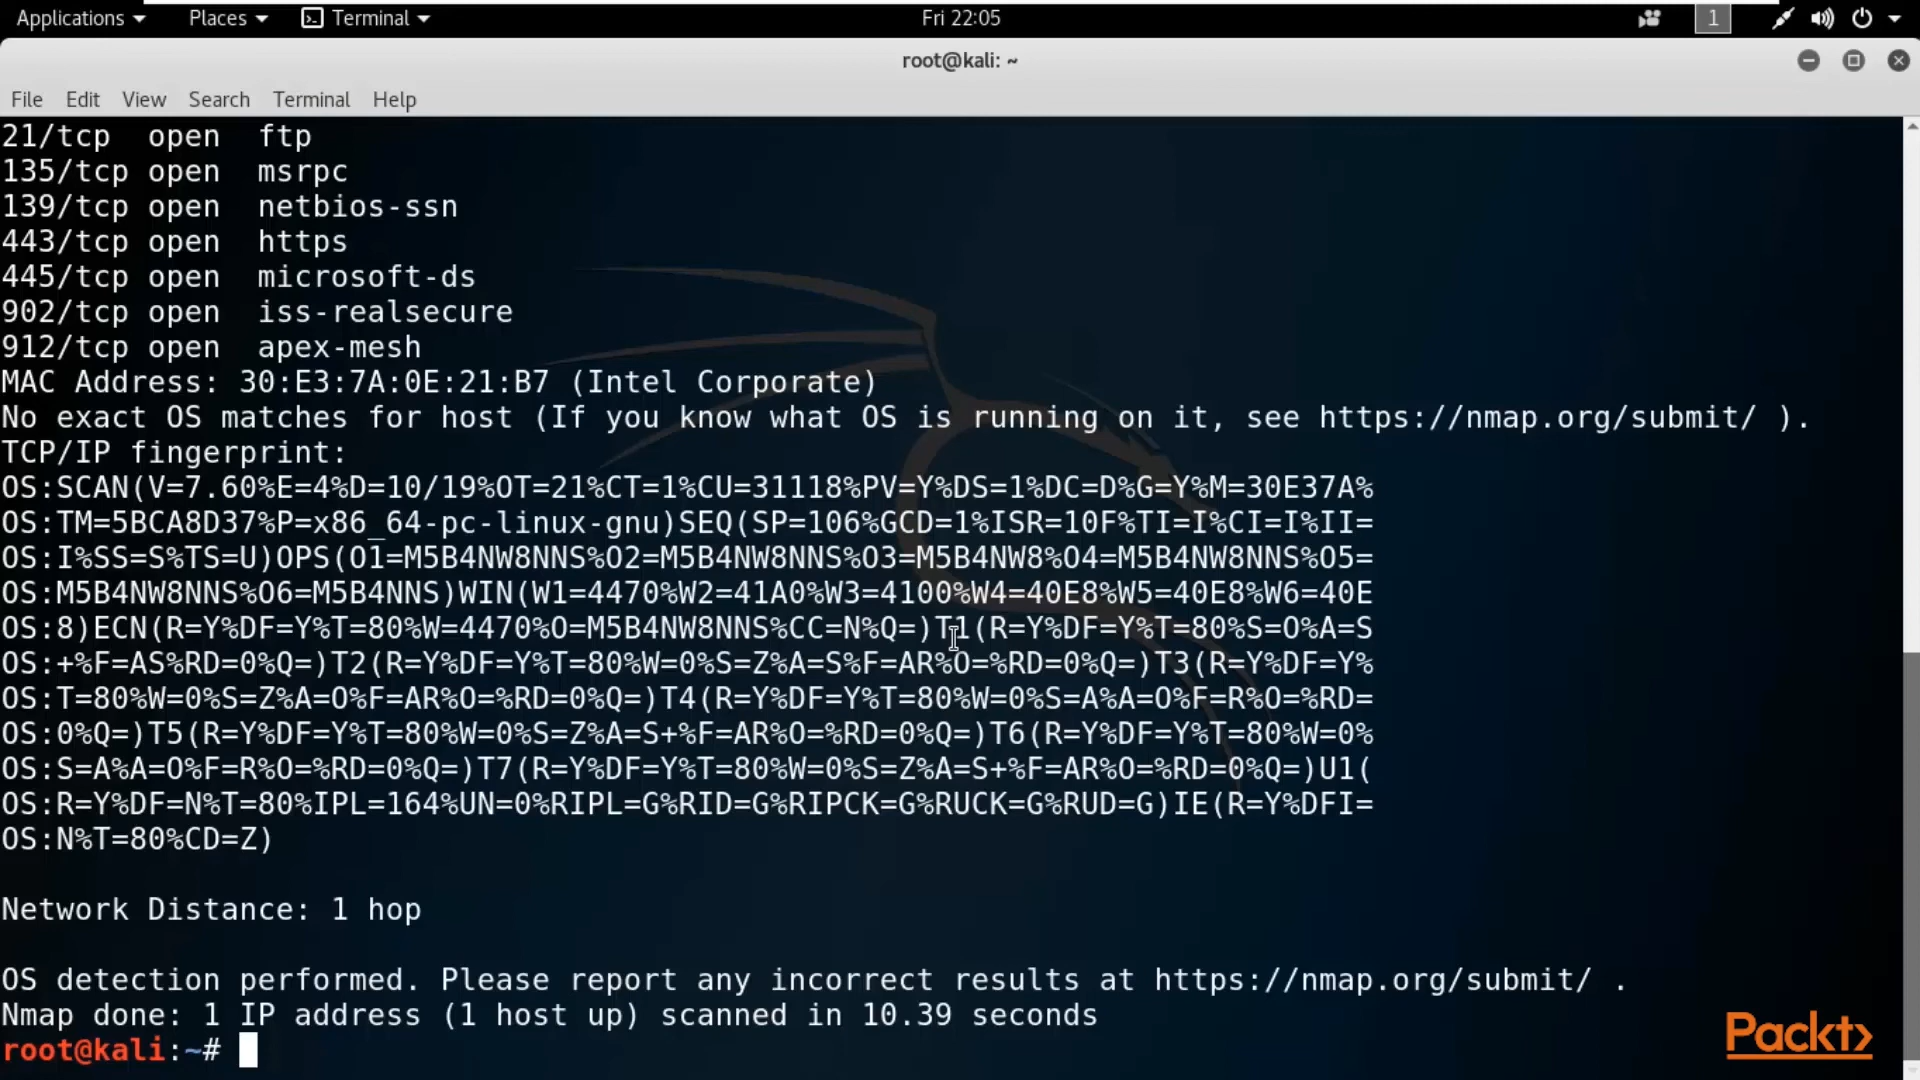 Applications Places Terminal Fri 22:05 1
root@kali: ~
File Edit View Search Terminal Help
21/tcp open ftp
135/tcp open msrpc
139/tcp open netbios-ssn
443/tcp open https
445/tcp open microsoft-ds
902/tcp open iss-realsecure
912/tcp open apex-mesh
MAC Address: 30:E3:7A:0E:21:B7 (Intel Corporate)
No exact OS matches for host (If you know what OS is running on it, see https://nmap.org/submit/ ).
TCP/IP fingerprint:
OS:SCAN(V=7.60%E=4%D=10/19%OT=21%CT=1%CU=31118%PV=Y%DS=1%DC=D%G=Y%M=30E37A%
OS:TM=5BCA8D37%P=x86_64-pc-linux-gnu)SEQ(SP=106%GCD=1%ISR=10F%TI=I%CI=I%II=
OS:I%SS=S%TS=U)OPS(O1=M5B4NW8NNS%O2=M5B4NW8NNS%O3=M5B4NW8%O4=M5B4NW8NNS%O5=
OS:M5B4NW8NNS%O6=M5B4NNS)WIN(W1=4470%W2=41A0%W3=4100%W4=40E8%W5=40E8%W6=40E
OS:8)ECN(R=Y%DF=Y%T=80%W=4470%O=M5B4NW8NNS%CC=N%Q=)T1(R=Y%DF=Y%T=80%S=O%A=S
OS:+%F=AS%RD=0%Q=)T2(R=Y%DF=Y%T=80%W=0%S=Z%A=S%F=AR%O=%RD=0%Q=)T3(R=Y%DF=Y%
OS:T=80%W=0%S=Z%A=O%F=AR%O=%RD=0%Q=)T4(R=Y%DF=Y%T=80%W=0%S=A%A=O%F=R%O=%RD=
OS:0%Q=)T5(R=Y%DF=Y%T=80%W=0%S=Z%A=S+%F=AR%O=%RD=0%Q=)T6(R=Y%DF=Y%T=80%W=0%
OS:S=A%A=O%F=R%O=%RD=0%Q=)T7(R=Y%DF=Y%T=80%W=0%S=Z%A=S+%F=AR%O=%RD=0%Q=)U1(
OS:R=Y%DF=N%T=80%IPL=164%UN=0%RIPL=G%RID=G%RIPCK=G%RUCK=G%RUD=G)IE(R=Y%DFI=
OS:N%T=80%CD=Z)
Network Distance: 1 hop
OS detection performed. Please report any incorrect results at https://nmap.org/submit/ .
Nmap done: 1 IP address (1 host up) scanned in 10.39 seconds
root@kali:~#
Packt>